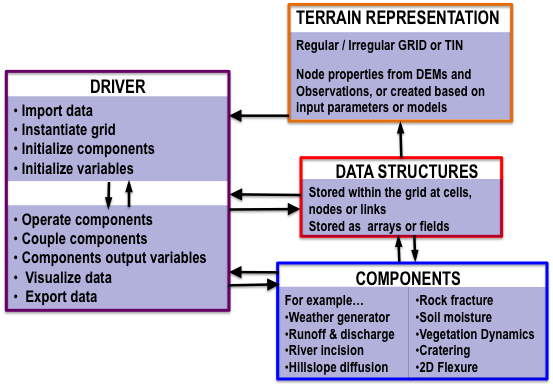 TERRAIN REPRESENTATION
Regular / Irregular GRID or TIN
Node properties from DEMs and
Observations, or created based on
input parameters or models
DRIVER
• Import data
• Instantiate grid
• Initialize components
• Initialize variables
• Operate components
• Couple components
• Components output variables
• Visualize data
• Export data
DATA STRUCTURES
Stored within the grid at cells,
nodes or links
Stored as arrays or fields
COMPONENTS
For example…
•Weather generator
•Runoff & discharge
•River incision
•Hillslope diffusion
•Rock fracture
•Soil moisture
•Vegetation Dynamics
•Cratering
•2D Flexure